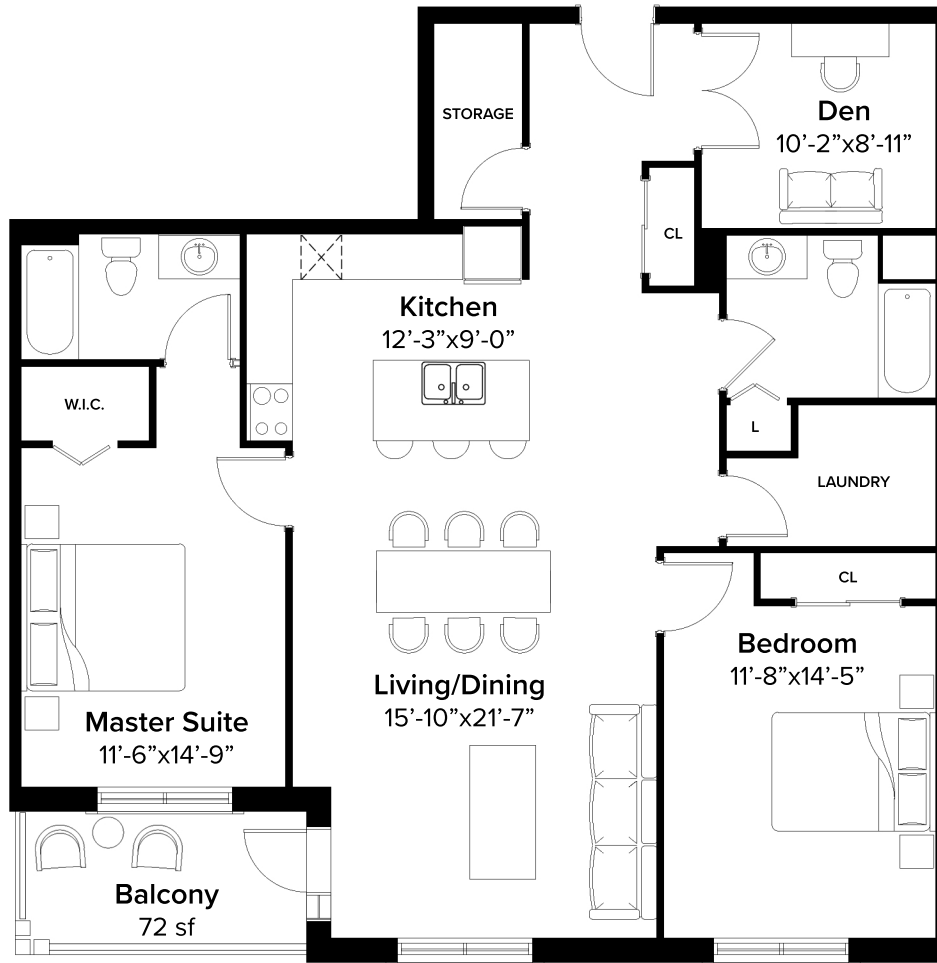 STORAGE
Den
10’-2”x8’-11”
CL
Kitchen
12’-3”x9’-0”
W.I.C.
L
LAUNDRY
CL
Bedroom
11’-8”x14’-5”
Living/Dining
15’-10”x21’-7”
Master Suite
11’-6”x14’-9”
Balcony
72 sf